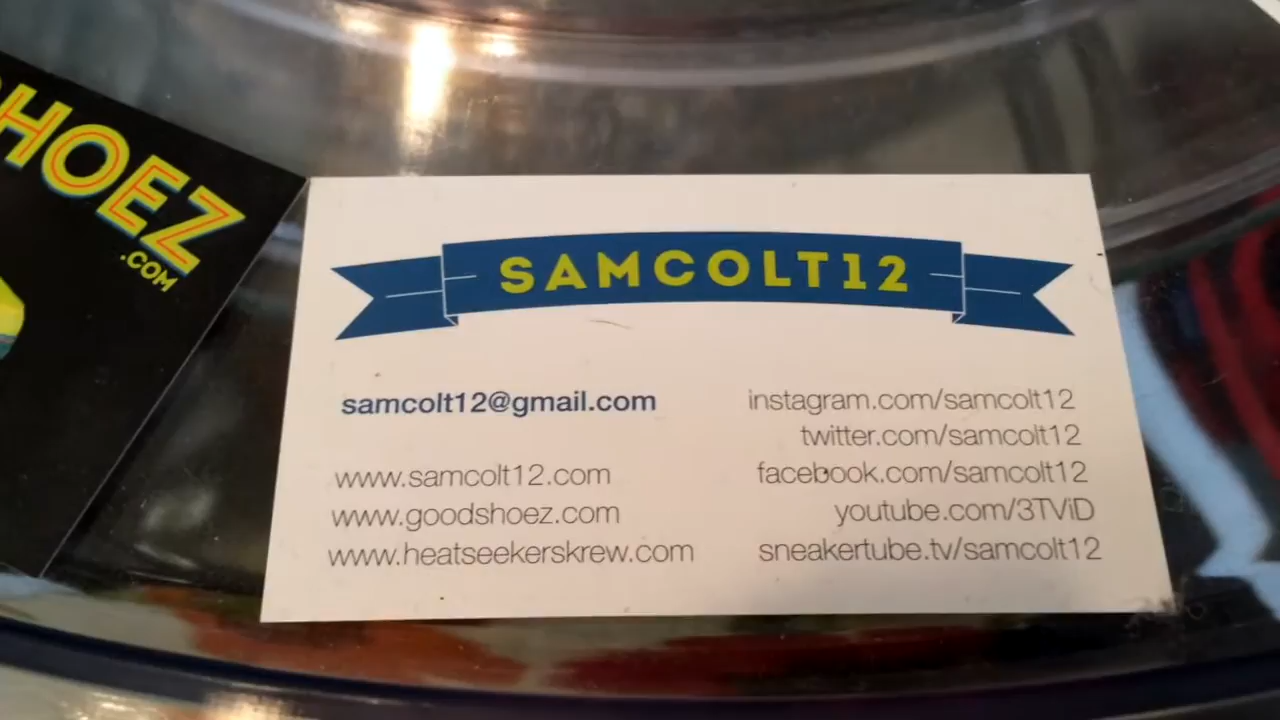 HOEZ
.COM
SAMCOLT12
samcolt12@gmail.com
www.samcolt12.com
www.goodshoez.com
www.heatseekerskrew.com
instagram.com/samcolt12
twitter.com/samcolt12
facebook.com/samcolt12
youtube.com/3TViD
sneakertube.tv/samcolt12